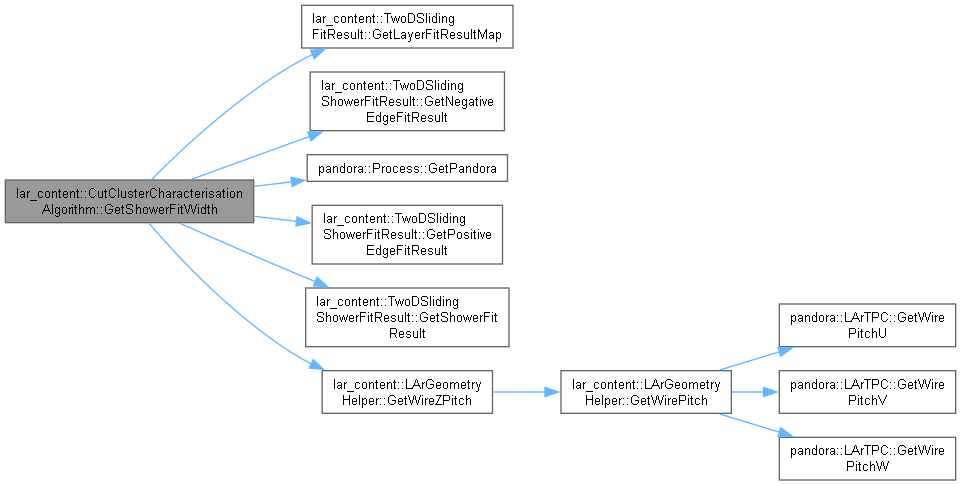 lar_content::TwoDSliding
FitResult::GetLayerFitResultMap
lar_content::TwoDSliding
ShowerFitResult::GetNegative
EdgeFitResult
pandora::Process::GetPandora
lar_content::CutClusterCharacterisation
Algorithm::GetShowerFitWidth
lar_content::TwoDSliding
ShowerFitResult::GetPositive
EdgeFitResult
lar_content::TwoDSliding
ShowerFitResult::GetShowerFit
Result
lar_content::LArGeometry
Helper::GetWireZPitch
lar_content::LArGeometry
Helper::GetWirePitch
pandora::LArTPC::GetWire
PitchU
pandora::LArTPC::GetWire
PitchV
pandora::LArTPC::GetWire
PitchW